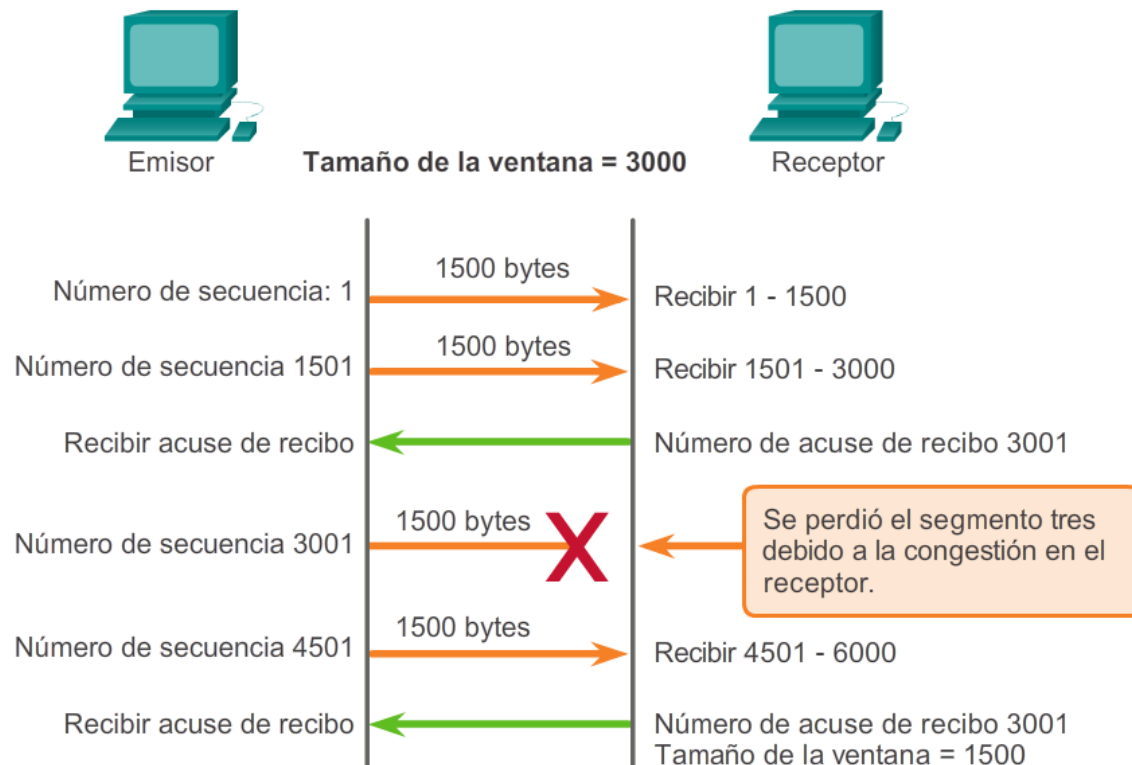 Emisor
Tamaño de la ventana = 3000
Receptor
1500 bytes
Número de secuencia: 1
Recibir 1 - 1500
1500 bytes
Número de secuencia 1501
Recibir 1501 - 3000
Recibir acuse de recibo
Número de acuse de recibo 3001
1500 bytes
Número de secuencia 3001
X
Se perdió el segmento tres
debido a la congestión en el
receptor.
1500 bytes
Número de secuencia 4501
Recibir 4501 - 6000
Recibir acuse de recibo
Número de acuse de recibo 3001
Tamaño de la ventana = 1500